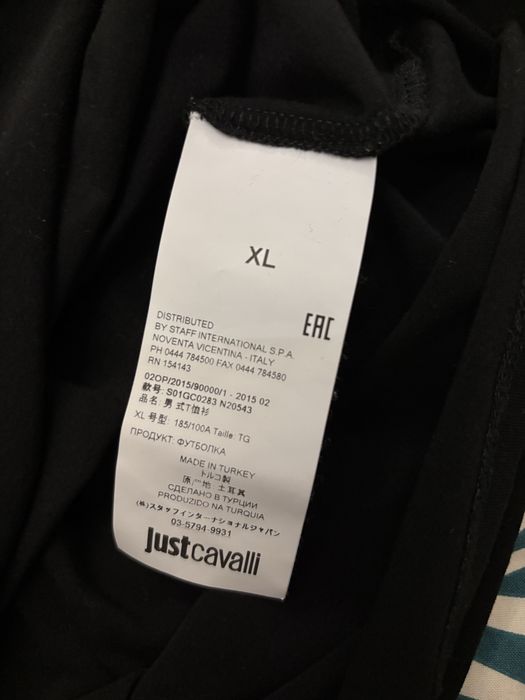 XL
EAC
DISTRIBUTED
BY STAFF INTERNATIONAL S.P.A.
NOVENTA VICENTINA - ITALY
PH 0444 784500 FAX 0444 784580
RN 154143
02OP/2015/90000/1 - 2015 02
款号: S01GC0283 N20543
品名: 男 式T恤衫
XL 号型: 185/100A Taille: TG
ПРОДУКТ: ФУТБОЛКА
MADE IN TURKEY
トルコ製
原产地: 土耳其
СДЕЛАНО В ТУРЦИИ
PRODUZIDO NA TURQUIA
(株)スタッフインターナショナルジャパン
03-5794-9931
justcavalli